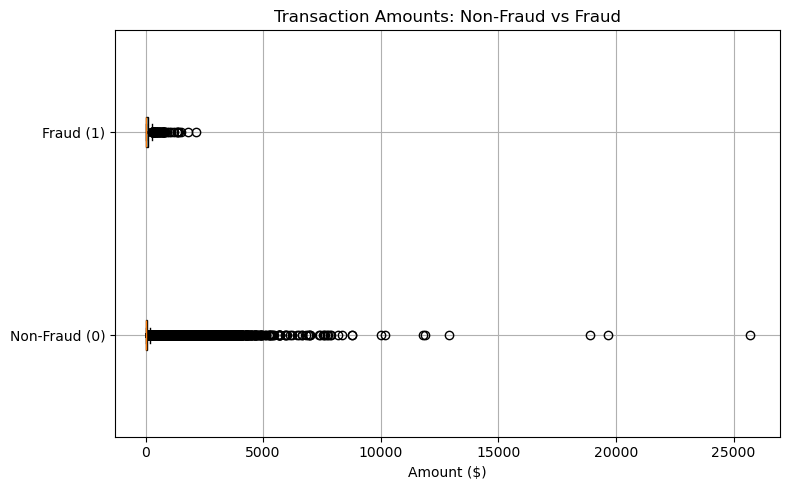 Transaction Amounts: Non-Fraud vs Fraud
Fraud (1)
Non-Fraud (0)
0 5000 10000 15000 20000 25000
Amount ($)